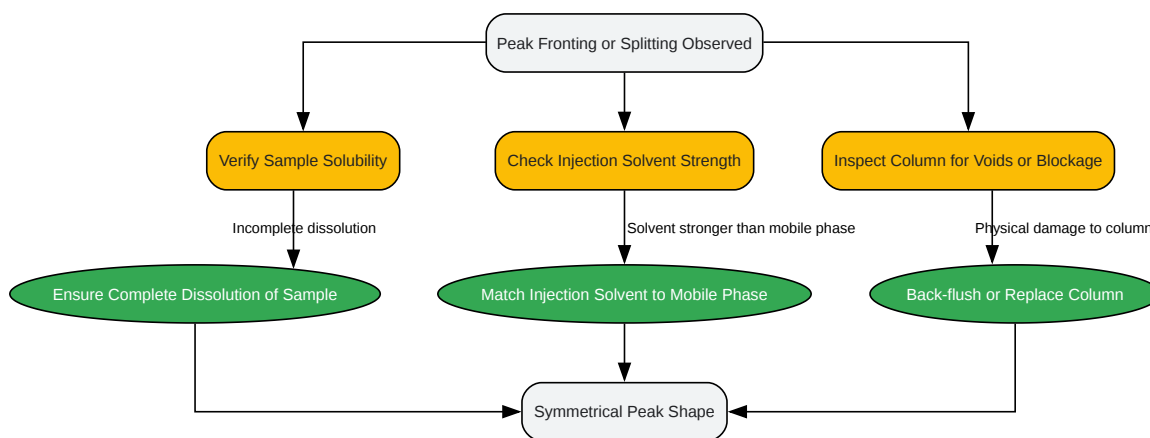 Peak Fronting or Splitting Observed
Verify Sample Solubility
Check Injection Solvent Strength
Inspect Column for Voids or Blockage
Incomplete dissolution
Solvent stronger than mobile phase
Physical damage to column
Ensure Complete Dissolution of Sample
Match Injection Solvent to Mobile Phase
Back-flush or Replace Column
Symmetrical Peak Shape